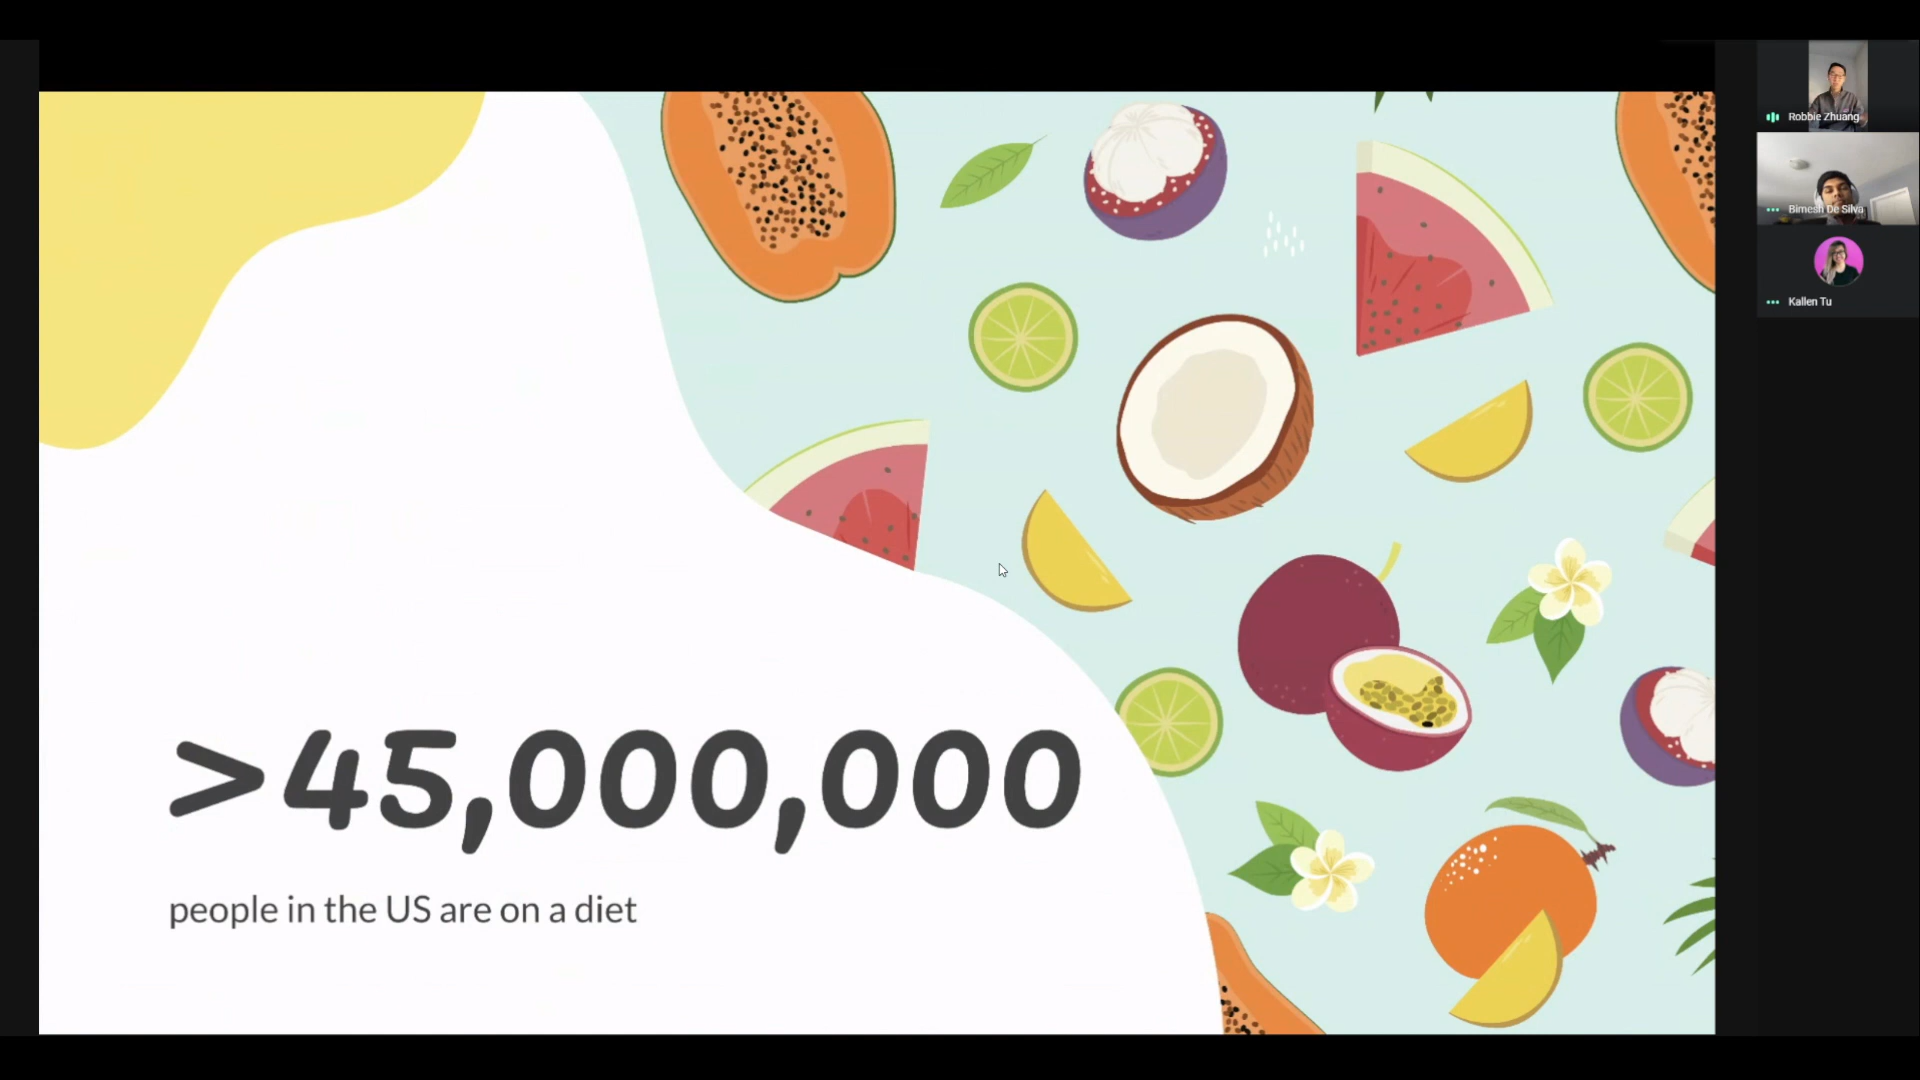 >45,000,000
people in the US are on a diet
Robbie Zhuang
Bimesh De Silva
Kallen Tu